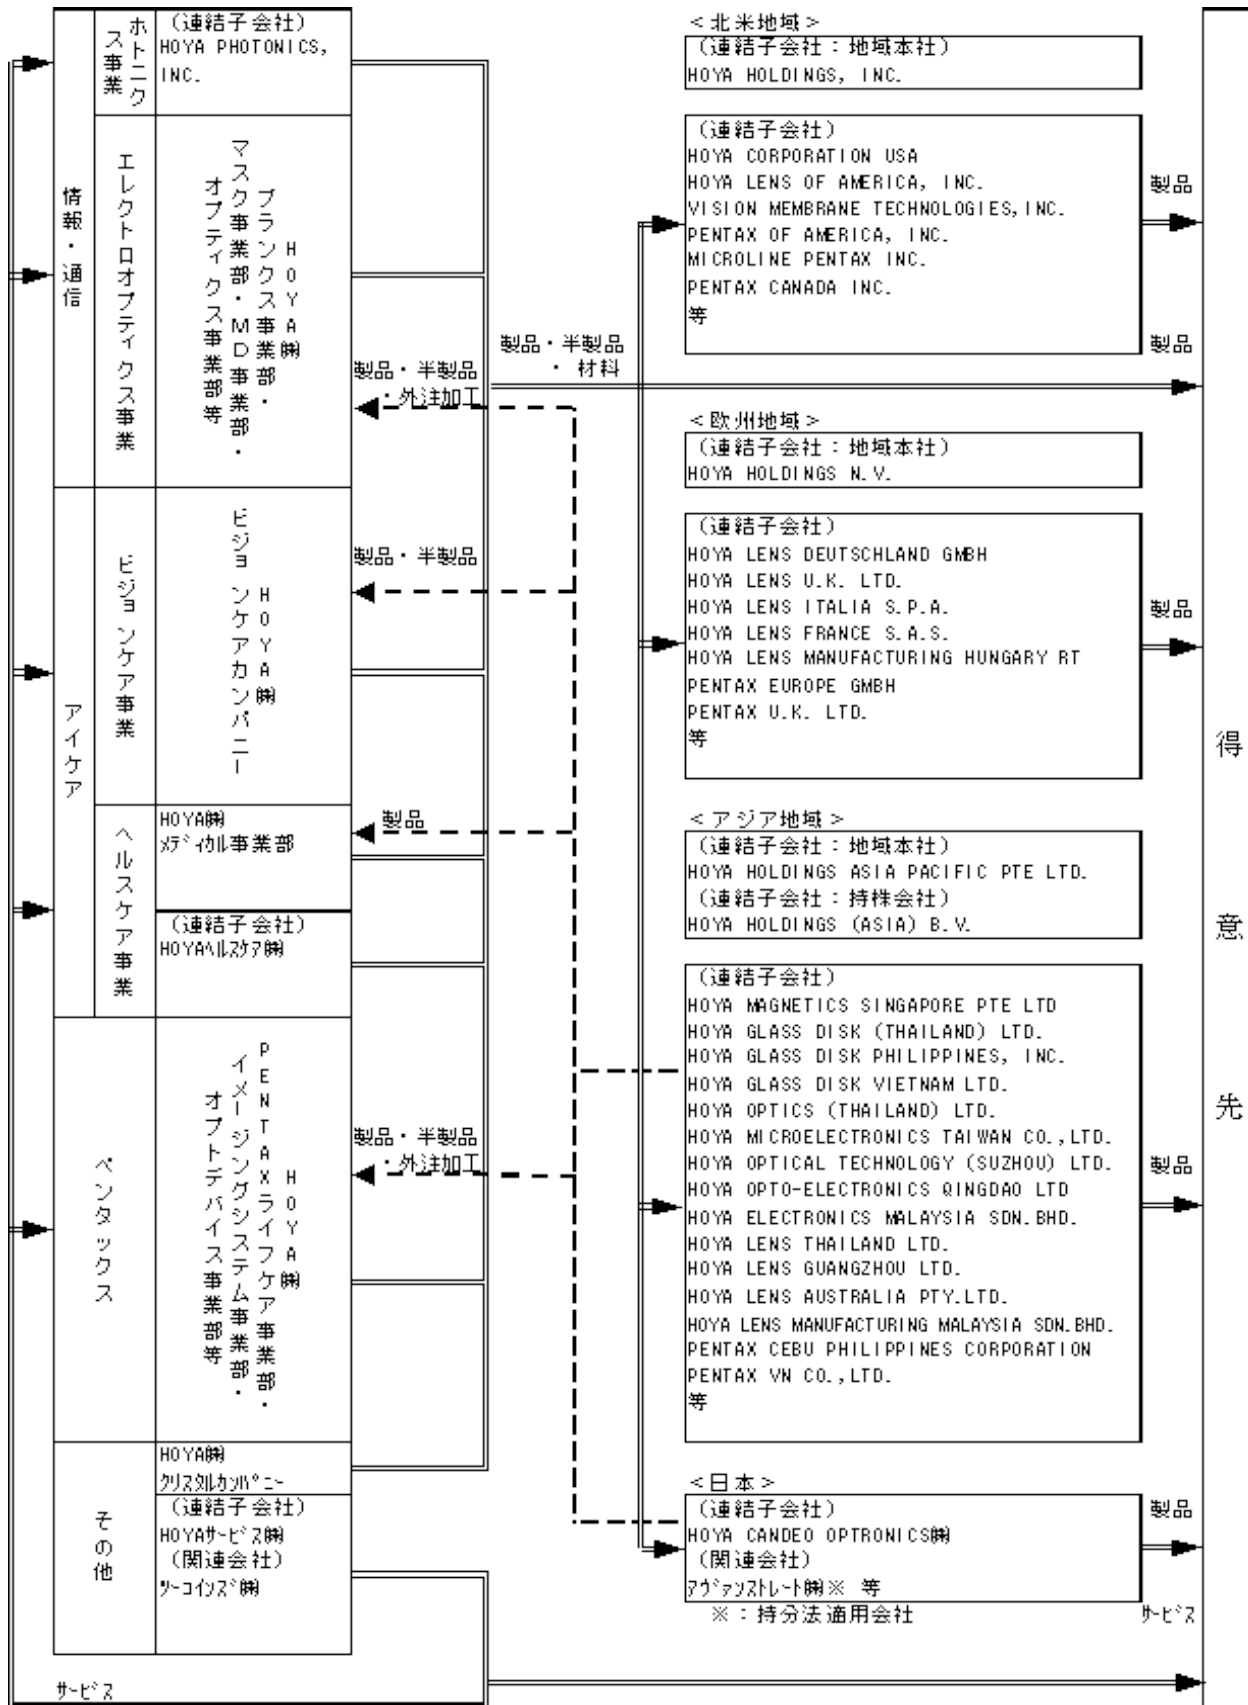 情報・通信
ホトニクス事業
（連結子会社）
HOYA PHOTONICS,
INC.
エレクトロオプティクス事業
HOYA㈱
ブランクス事業部・
マスク事業部・MD事業部・
オプティクス事業部等
アイケア
ビジョンケア事業
HOYA㈱
ビジョンケアカンパニー
ヘルスケア事業
HOYA㈱
ﾒﾃﾞｨｶﾙ事業部
（連結子会社）
HOYAﾍﾙｽｹｱ㈱
ペンタックス
HOYA㈱
PENTAXライフケア事業部・
イメージングシステム事業部・
オプトデバイス事業部等
その他
HOYA㈱
ｸﾘｽﾀﾙｶﾝﾊﾟﾆｰ
（連結子会社）
HOYAｻｰﾋﾞｽ㈱
（関連会社）
ﾂｰｺｲﾝｽﾞ㈱
ｻｰﾋﾞｽ
製品・半製品
・外注加工
製品・半製品
製品
製品・半製品
・外注加工
製品・半製品
・材料
＜北米地域＞
（連結子会社：地域本社）
HOYA HOLDINGS, INC.
（連結子会社）
HOYA CORPORATION USA
HOYA LENS OF AMERICA, INC.
VISION MEMBRANE TECHNOLOGIES,INC.
PENTAX OF AMERICA, INC.
MICROLINE PENTAX INC.
PENTAX CANADA INC.
等
製品
製品
＜欧州地域＞
（連結子会社：地域本社）
HOYA HOLDINGS N.V.
（連結子会社）
HOYA LENS DEUTSCHLAND GMBH
HOYA LENS U.K. LTD.
HOYA LENS ITALIA S.P.A.
HOYA LENS FRANCE S.A.S.
HOYA LENS MANUFACTURING HUNGARY RT
PENTAX EUROPE GMBH
PENTAX U.K. LTD.
等
製品
＜アジア地域＞
（連結子会社：地域本社）
HOYA HOLDINGS ASIA PACIFIC PTE LTD.
（連結子会社：持株会社）
HOYA HOLDINGS (ASIA) B.V.
（連結子会社）
HOYA MAGNETICS SINGAPORE PTE LTD
HOYA GLASS DISK (THAILAND) LTD.
HOYA GLASS DISK PHILIPPINES, INC.
HOYA GLASS DISK VIETNAM LTD.
HOYA OPTICS (THAILAND) LTD.
HOYA MICROELECTRONICS TAIWAN CO.,LTD.
HOYA OPTICAL TECHNOLOGY (SUZHOU) LTD.
HOYA OPTO-ELECTRONICS QINGDAO LTD
HOYA ELECTRONICS MALAYSIA SDN.BHD.
HOYA LENS THAILAND LTD.
HOYA LENS GUANGZHOU LTD.
HOYA LENS AUSTRALIA PTY.LTD.
HOYA LENS MANUFACTURING MALAYSIA SDN.BHD.
PENTAX CEBU PHILIPPINES CORPORATION
PENTAX VN CO.,LTD.
等
製品
＜日本＞
（連結子会社）
HOYA CANDEO OPTRONICS㈱
（関連会社）
ｱｳﾞｧﾝｽﾄﾚｰﾄ㈱※ 等
※：持分法適用会社
製品
ｻｰﾋﾞｽ
得意先